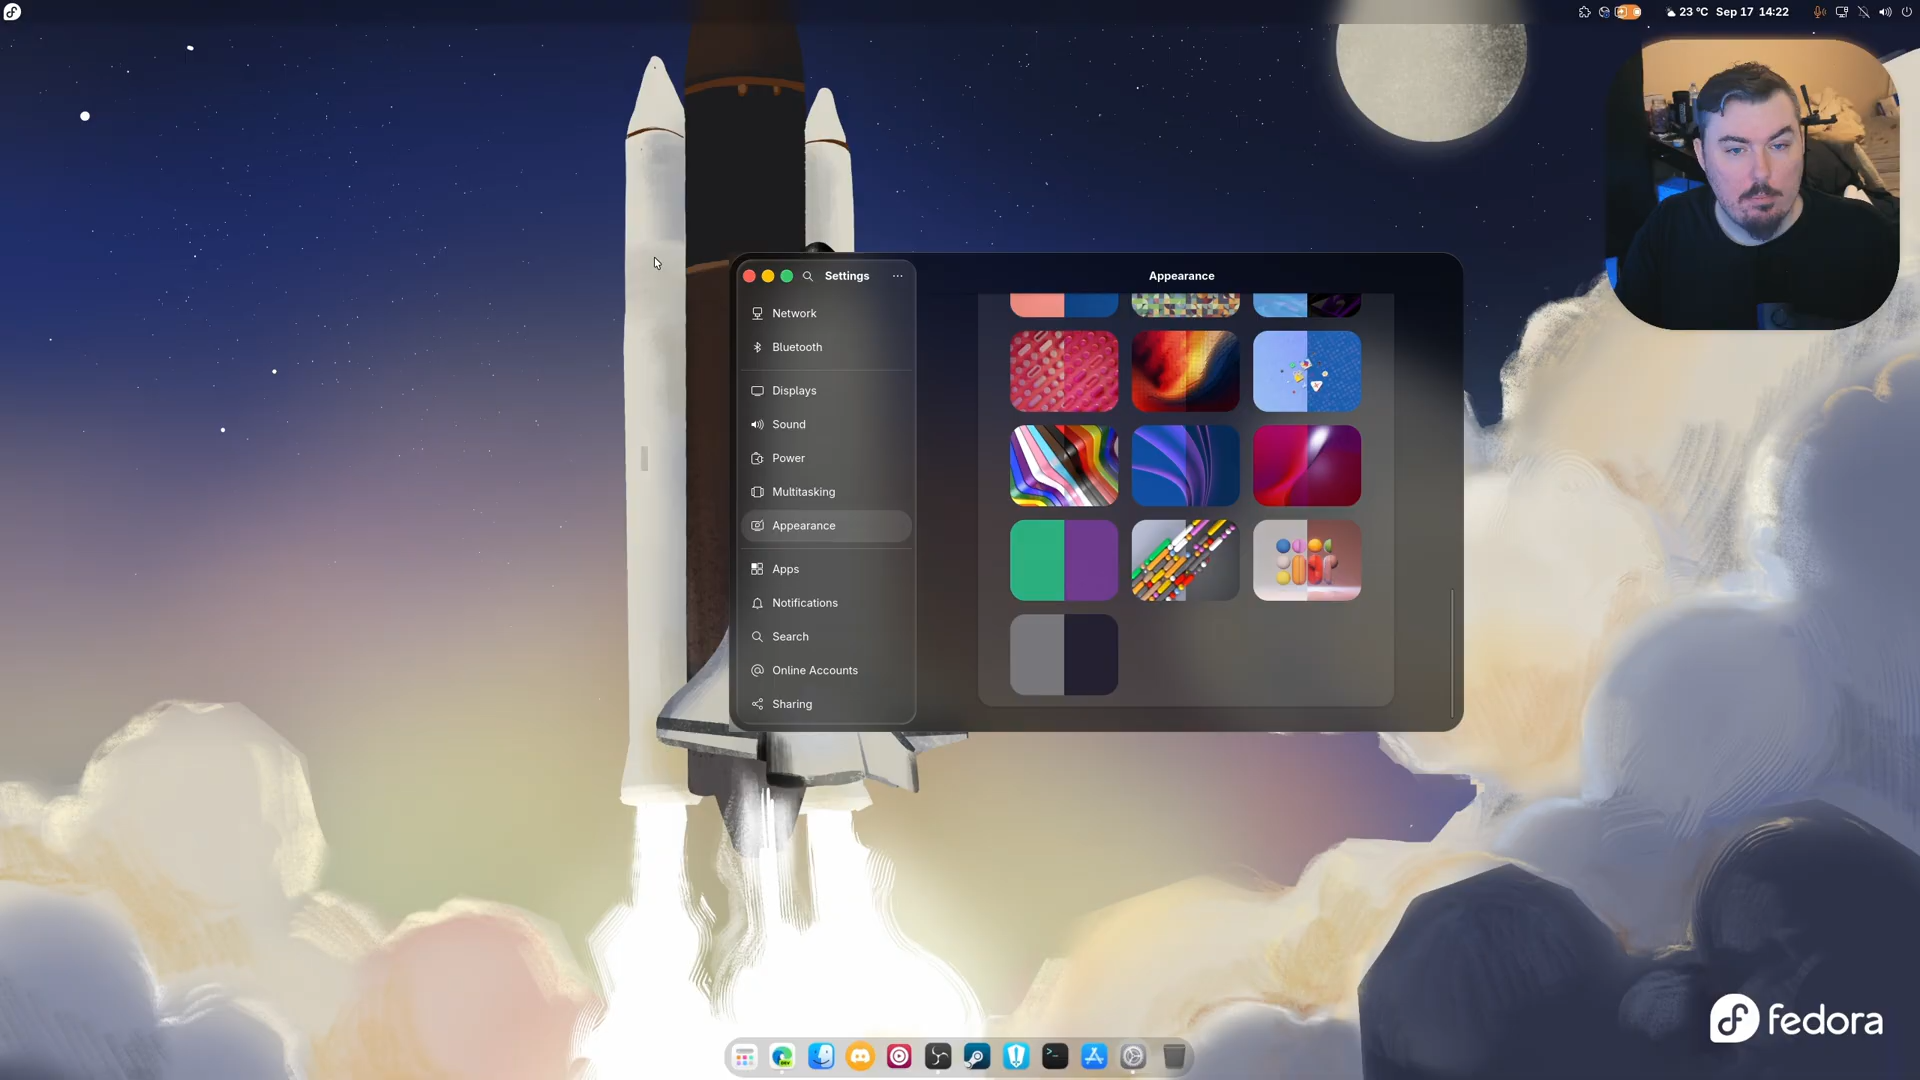 23 °C Sep 17 14:22
Settings
Appearance
Network
Bluetooth
Displays
Sound
Power
Multitasking
Appearance
Apps
Notifications
Search
Online Accounts
Sharing
fedora